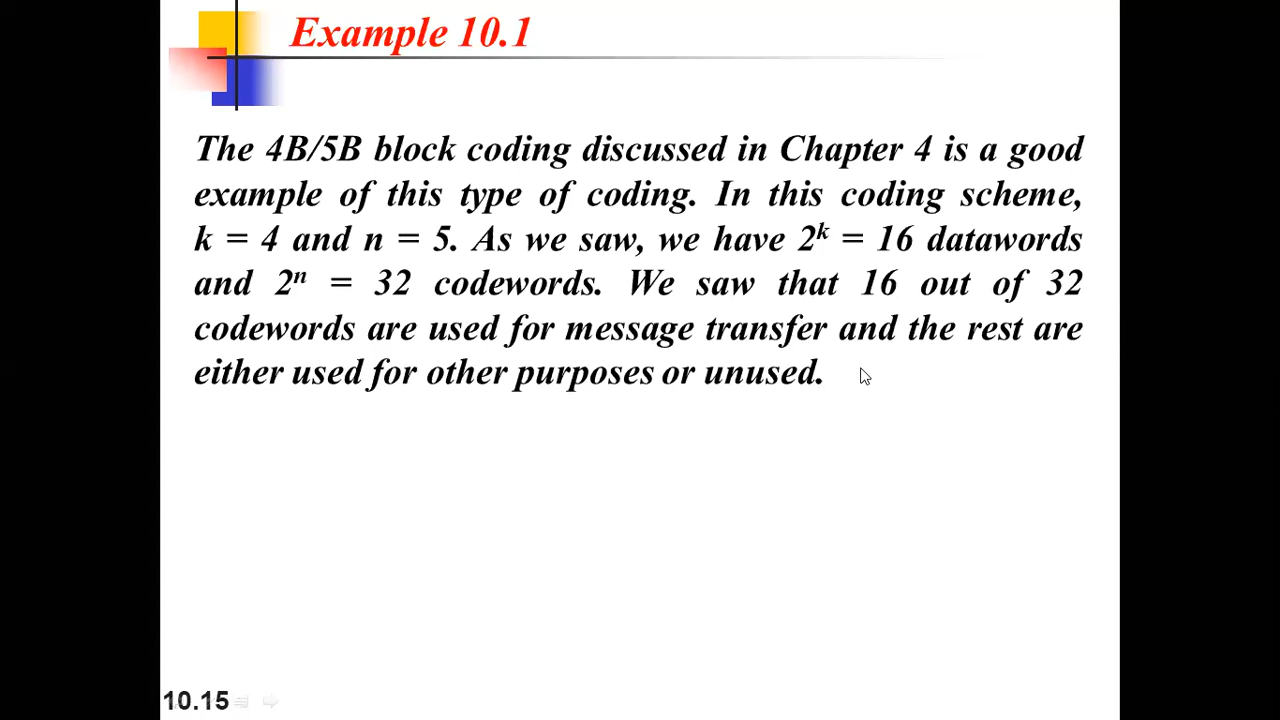 Example 10.1
The 4B/5B block coding discussed in Chapter 4 is a good
example of this type of coding. In this coding scheme,
k = 4 and n = 5. As we saw, we have 2ᵏ = 16 datawords
and 2ⁿ = 32 codewords. We saw that 16 out of 32
codewords are used for message transfer and the rest are
either used for other purposes or unused.
10.15